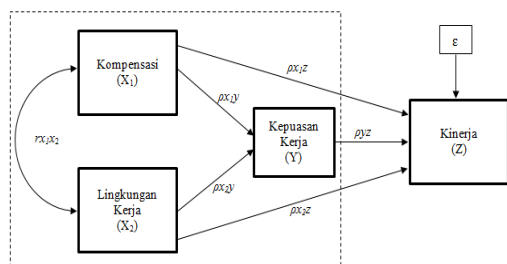 Kompensasi
(X₁)
ρx₁z
ε
ρx₁y
rx₁x₂
Kepuasan
Kerja
(Y)
ρyz
Kinerja
(Z)
Lingkungan
Kerja
(X₂)
ρx₂y
ρx₂z